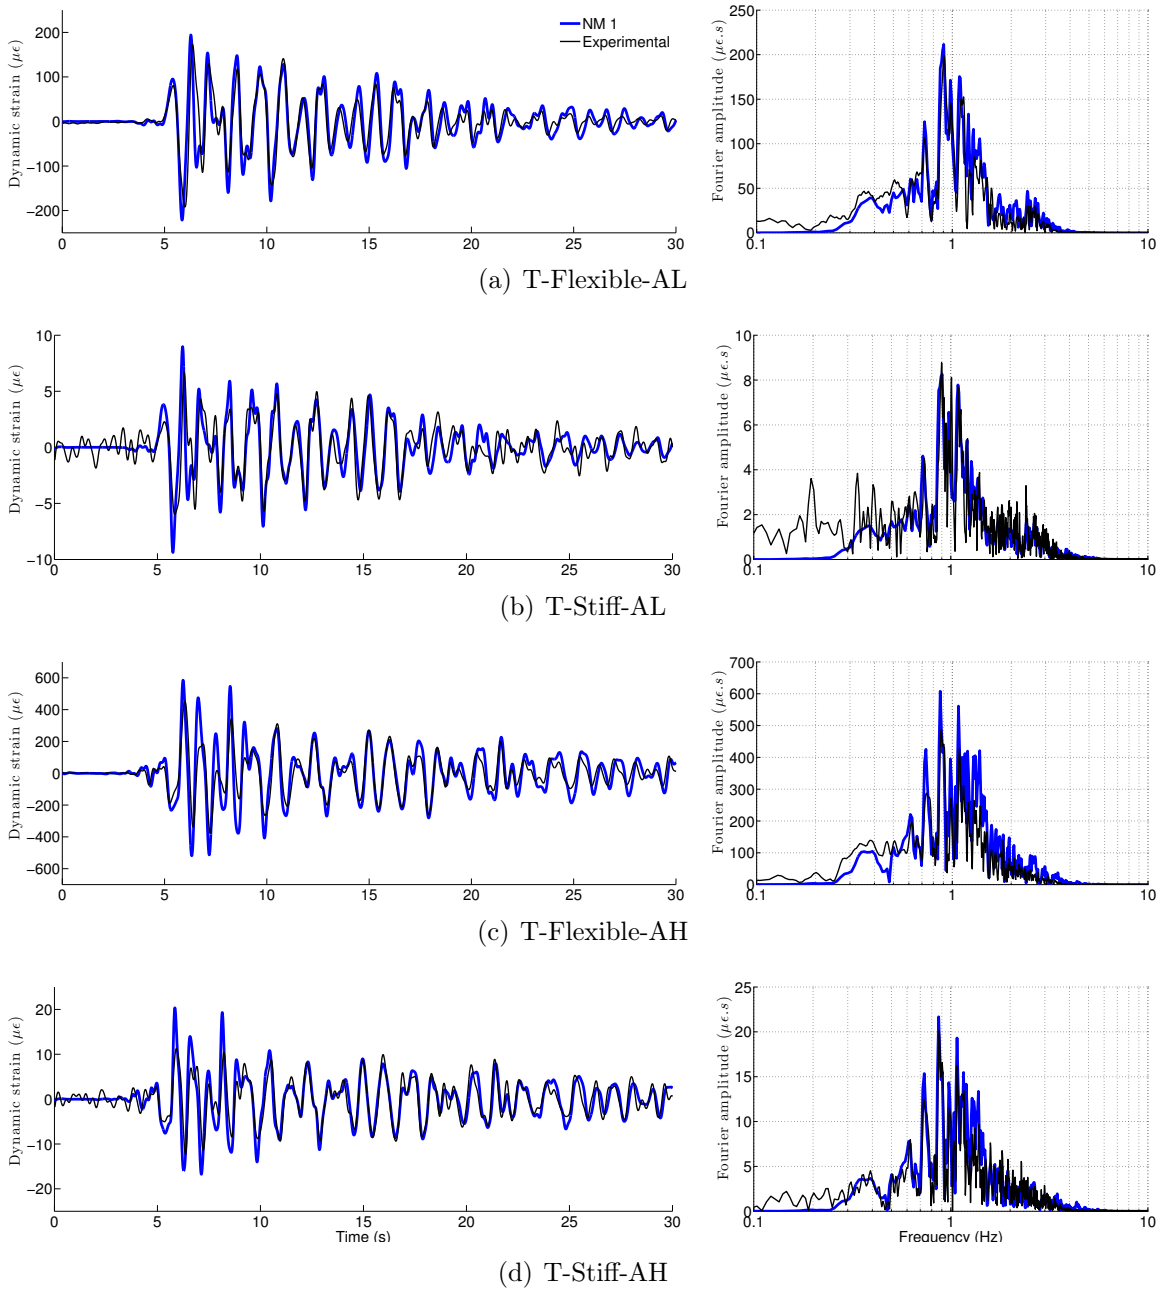 Dynamic strain (με)
200
100
0
−100
−200
0 5 10 15 20 25 30
NM 1
Experimental
Fourier amplitude (με.s)
250
200
150
100
50
0
0.1 1 10
(a) T-Flexible-AL
Dynamic strain (με)
10
5
0
−5
−10
0 5 10 15 20 25 30
Fourier amplitude (με.s)
10
8
6
4
2
0
0.1 1 10
(b) T-Stiff-AL
Dynamic strain (με)
600
400
200
0
−200
−400
−600
0 5 10 15 20 25 30
Fourier amplitude (με.s)
700
600
500
400
300
200
100
0
0.1 1 10
(c) T-Flexible-AH
Dynamic strain (με)
20
10
0
−10
−20
0 5 10 15 20 25 30
Time (s)
Fourier amplitude (με.s)
25
20
15
10
5
0
0.1 1 10
Frequency (Hz)
(d) T-Stiff-AH